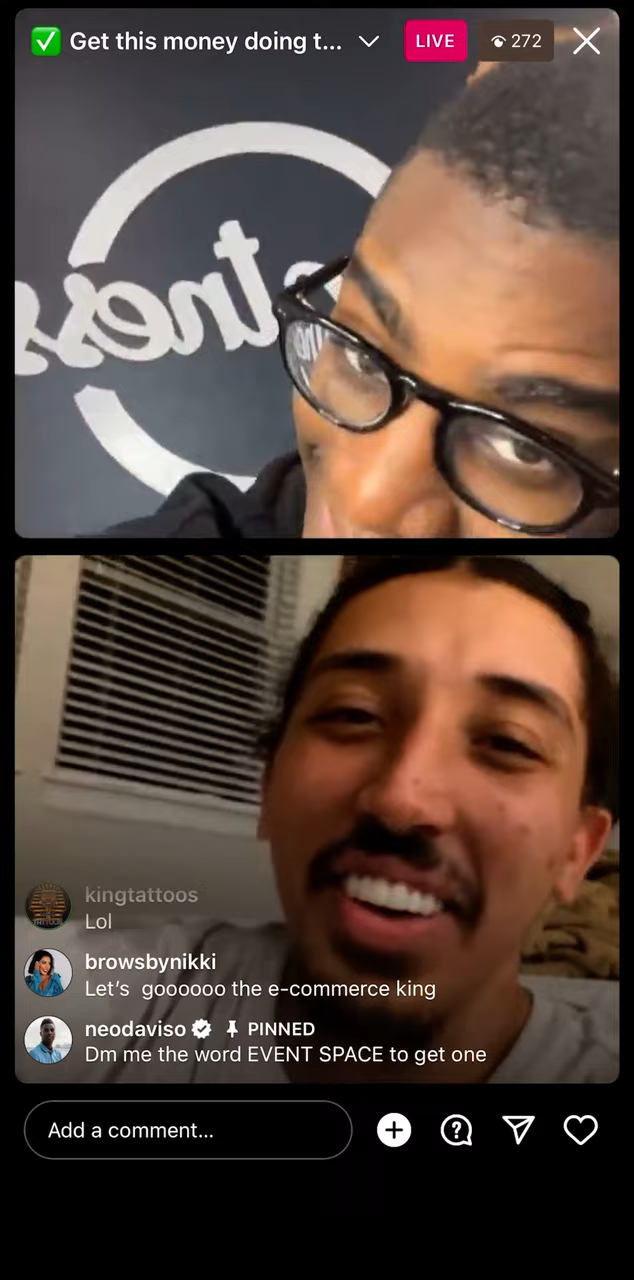 ✅ Get this money doing t...
LIVE
272
tness
kingtattoos
Lol
browsbynikki
Let's goooooo the e-commerce king
neodaviso PINNED
Dm me the word EVENT SPACE to get one
Add a comment...